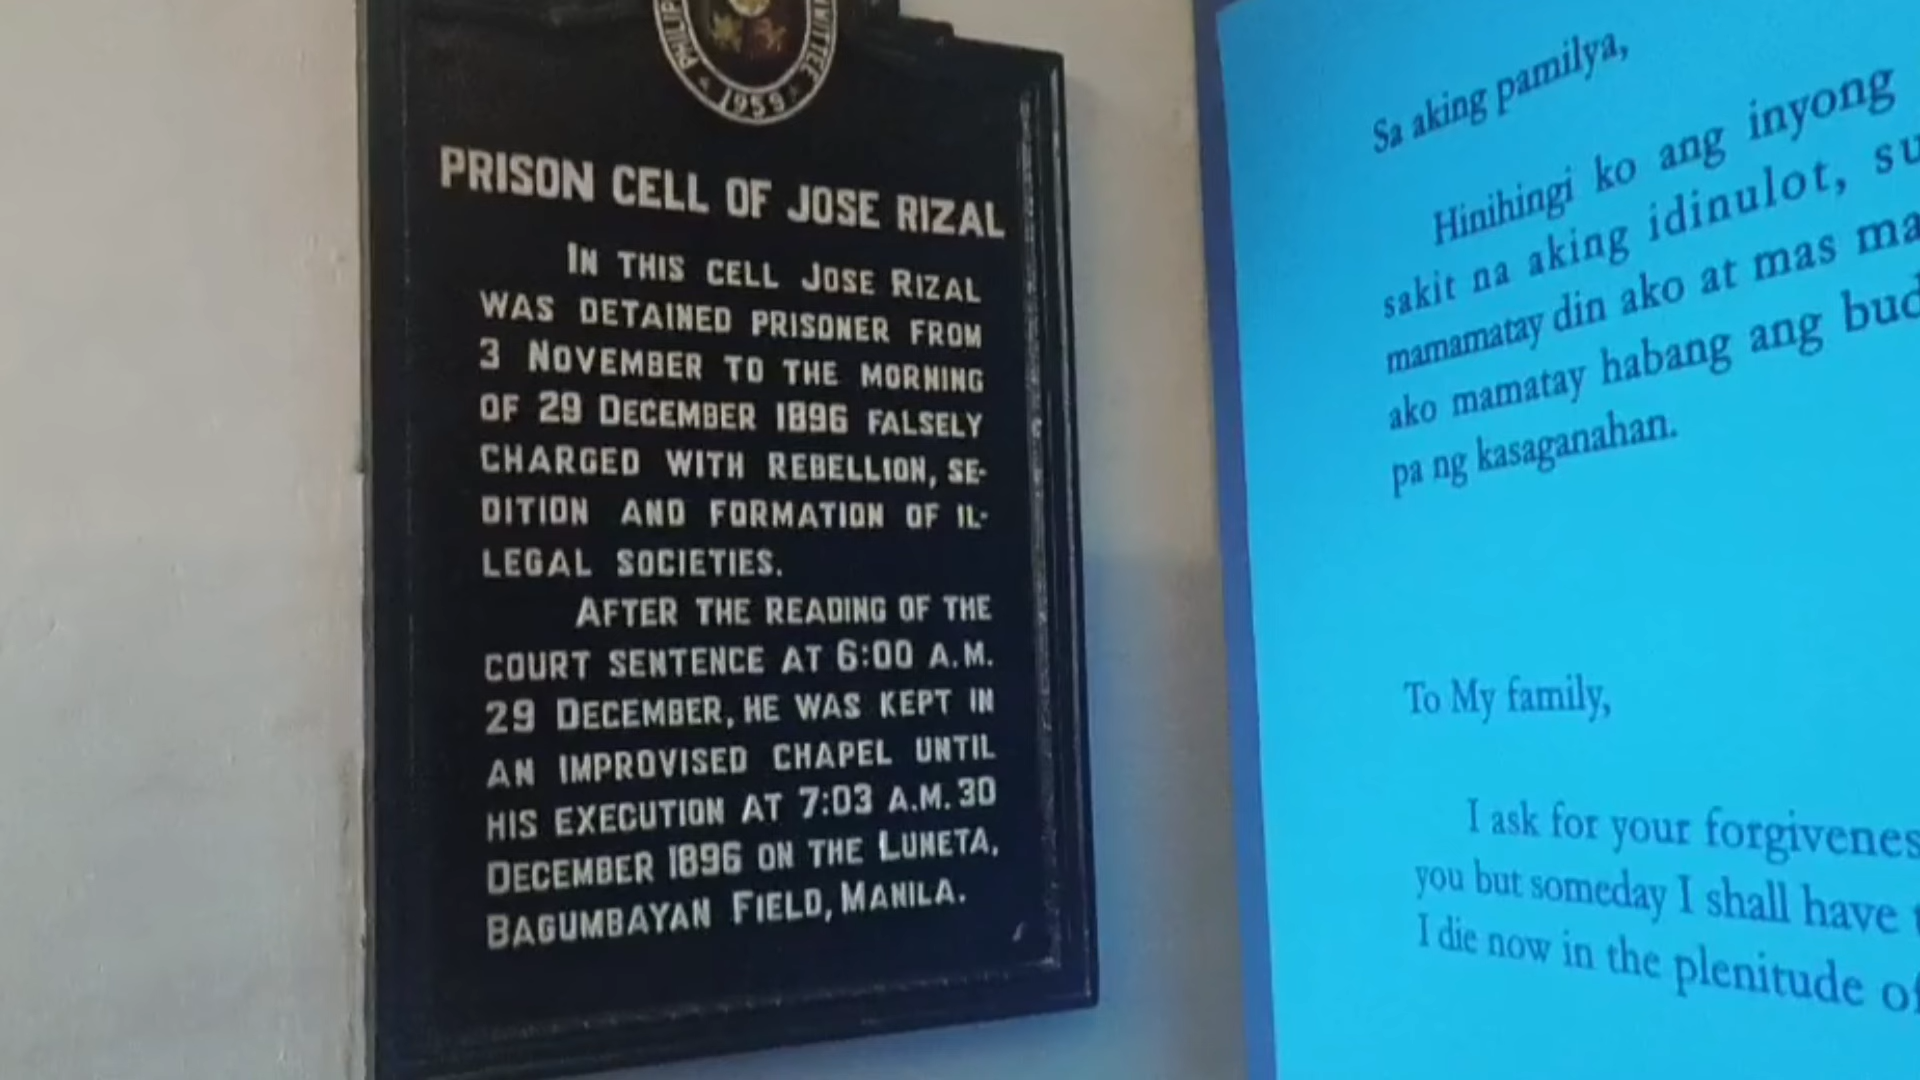 1959
PRISON CELL OF JOSE RIZAL
IN THIS CELL JOSE RIZAL
WAS DETAINED PRISONER FROM
3 NOVEMBER TO THE MORNING
OF 29 DECEMBER 1896 FALSELY
CHARGED WITH REBELLION, SE-
DITION AND FORMATION OF IL-
LEGAL SOCIETIES.
AFTER THE READING OF THE
COURT SENTENCE AT 6:00 A.M.
29 DECEMBER, HE WAS KEPT IN
AN IMPROVISED CHAPEL UNTIL
HIS EXECUTION AT 7:03 A.M. 30
DECEMBER 1896 ON THE LUNETA,
BAGUMBAYAN FIELD, MANILA.
Sa aking pamilya,
Hinihingi ko ang inyong
sakit na aking idinulot,
mamamatay din ako at mas
ako mamatay habang ang
pa ng kasaganahan.
To My family,
I ask for your
you but someday I shall have
I die now in the plenitude